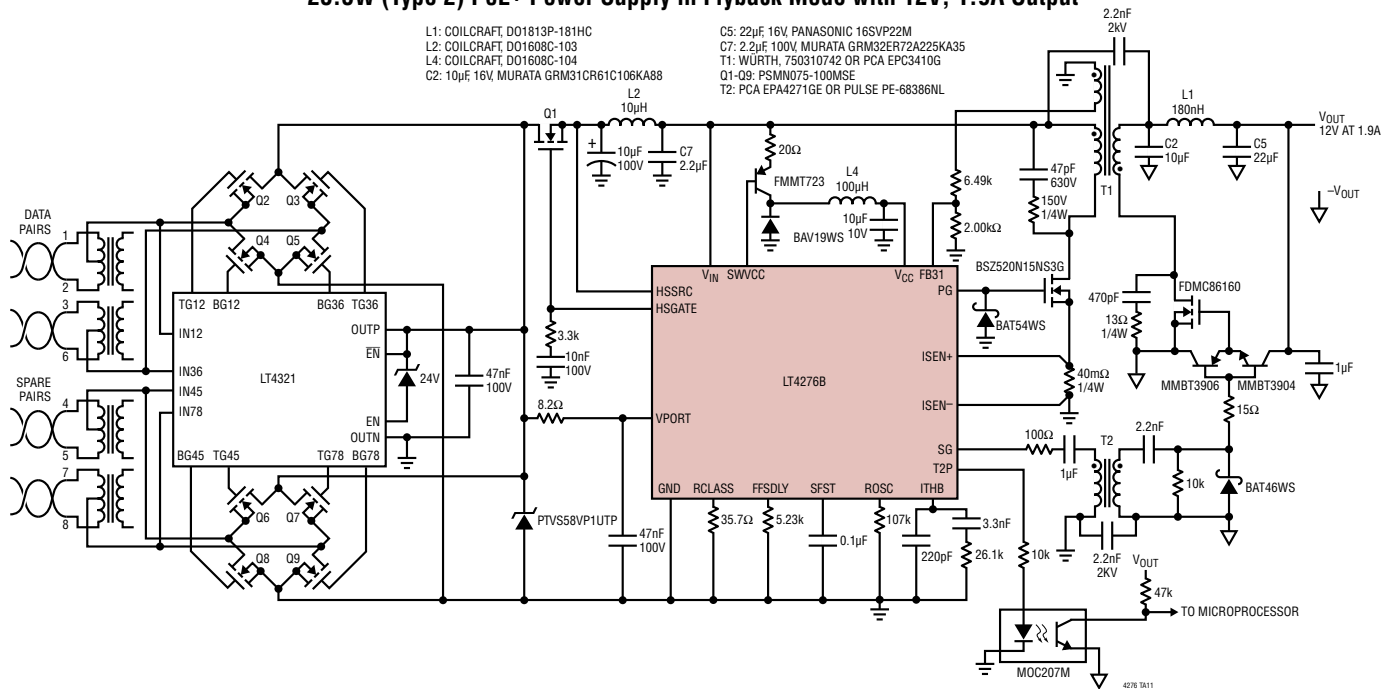 25.5W (Type 2) PoE+ Power Supply in Flyback Mode with 12V, 1.9A Output
L1: COILCRAFT, DO1813P-181HC
L2: COILCRAFT, DO1608C-103
L4: COILCRAFT, DO1608C-104
C2: 10µF, 16V, MURATA GRM31CR61C106KA88
C5: 22µF, 16V, PANASONIC 16SVP22M
C7: 2.2µF, 100V, MURATA GRM32ER72A225KA35
T1: WÜRTH, 750310742 OR PCA EPC3410G
Q1-Q9: PSMN075-100MSE
T2: PCA EPA4271GE OR PULSE PE-68386NL
2.2nF
2kV
L1
180nH
VOUT
12V AT 1.9A
C2
10µF
C5
22µF
–VOUT
T1
Q1
L2
10µH
+
10µF
100V
C7
2.2µF
20Ω
FMMT723
L4
100µH
10µF
10V
BAV19WS
6.49k
2.00kΩ
47pF
630V
150V
1/4W
DATA
PAIRS
1
2
3
6
SPARE
PAIRS
4
5
7
8
Q2
Q3
Q4
Q5
TG12
BG12
BG36
TG36
IN12
IN36
IN45
IN78
LT4321
OUTP
EN
EN
OUTN
BG45
TG45
TG78
BG78
Q6
Q7
Q8
Q9
24V
47nF
100V
3.3k
10nF
100V
8.2Ω
PTVS58VP1UTP
47nF
100V
VIN
SWVCC
VCC
FB31
HSSRC
HSGATE
PG
LT4276B
ISEN+
ISEN–
VPORT
SG
T2P
GND
RCLASS
FFSDLY
SFST
ROSC
ITHB
35.7Ω
5.23k
0.1µF
107k
220pF
3.3nF
26.1k
BSZ520N15NS3G
BAT54WS
40mΩ
1/4W
470pF
13Ω
1/4W
FDMC86160
MMBT3906
MMBT3904
1µF
15Ω
100Ω
1µF
T2
2.2nF
10k
BAT46WS
2.2nF
2KV
10k
VOUT
47k
TO MICROPROCESSOR
MOC207M
4276 TA11